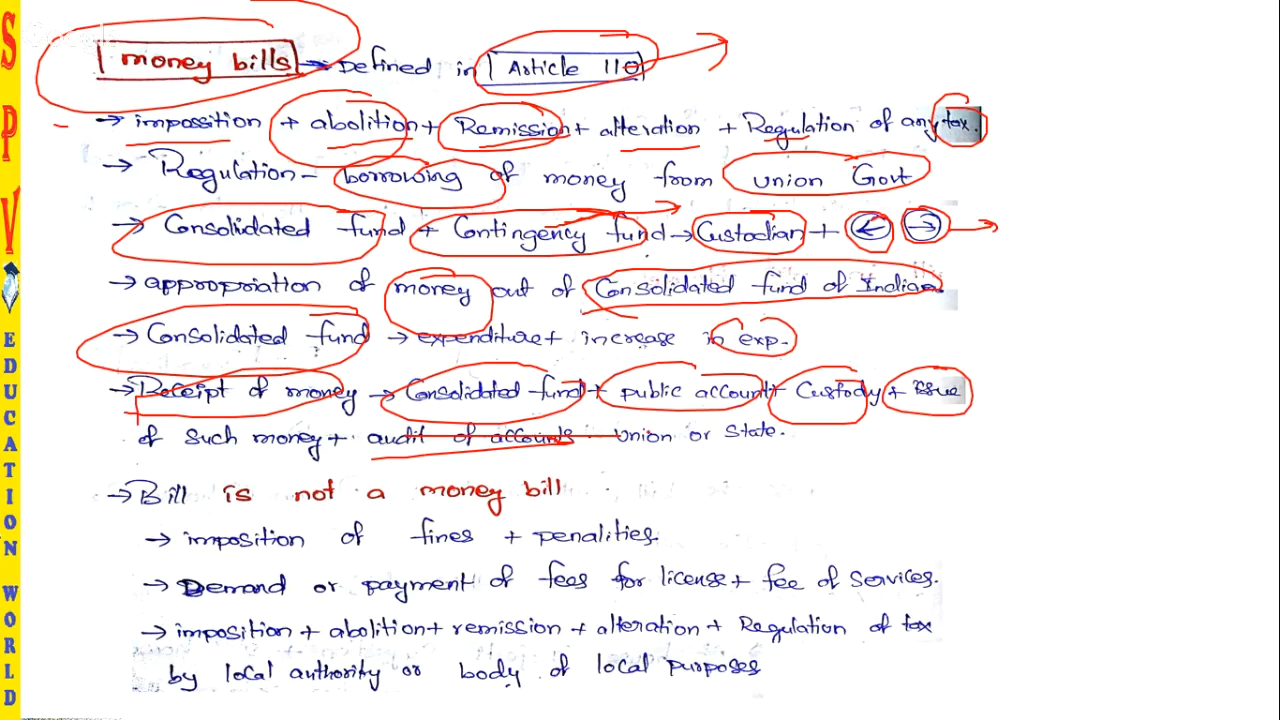 SPV EDUCATION WORLD
money bills → Defined in Article 110
→ impossition + abolition + Remission + alteration + Regulation of any tax.
→ Regulation - borrowing of money from union Govt
→ Consolidated fund + Contingency fund → Custodian + ← →
→ appropriation of money out of Consolidated fund of India
→ Consolidated fund → expenditure + increase in exp.
→ Receipt of money → Consolidated fund + public account + Custody + issue
of such money + audit of accounts union or state.
→ Bill is not a money bill
→ imposition of fines + penalities.
→ Demand or payment of fees for license + fee of services.
→ imposition + abolition + remission + alteration + Regulation of tax
by local authority or body of local purposes